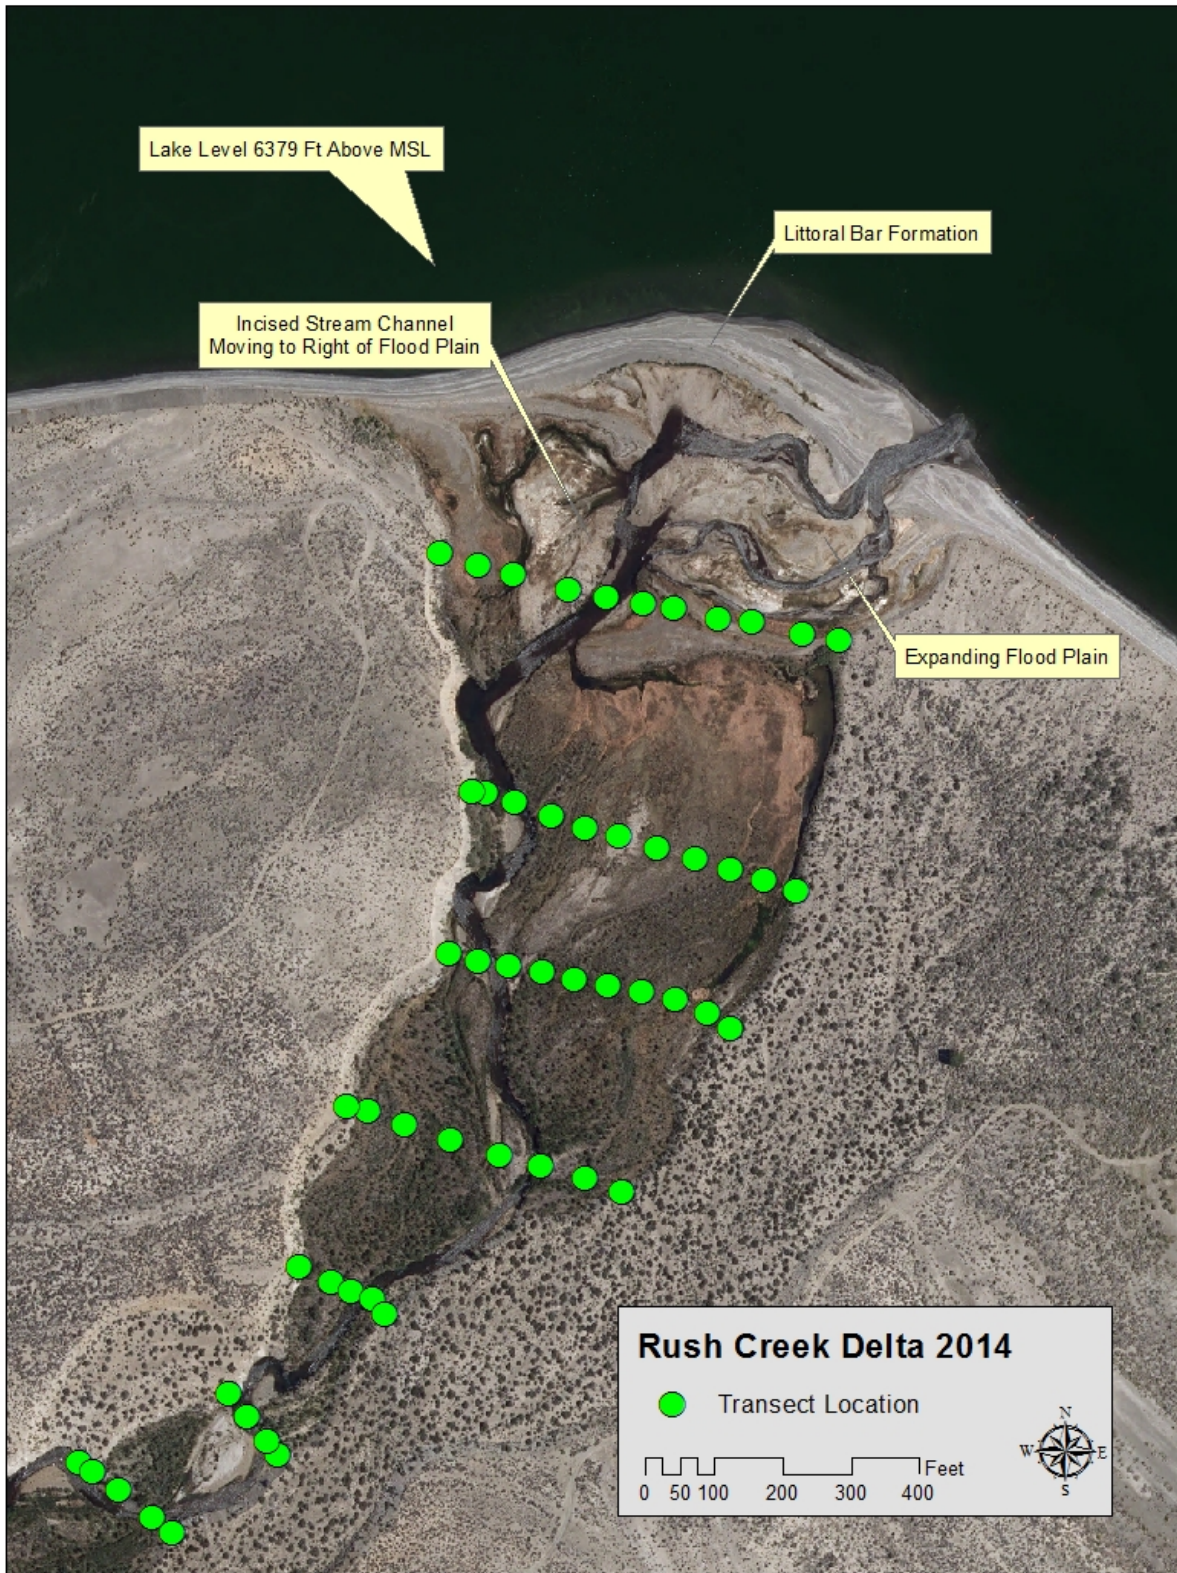 Lake Level 6379 Ft Above MSL
Littoral Bar Formation
Incised Stream Channel
Moving to Right of Flood Plain
Expanding Flood Plain
Rush Creek Delta 2014
Transect Location
N
W E
S
Feet
0 50 100 200 300 400